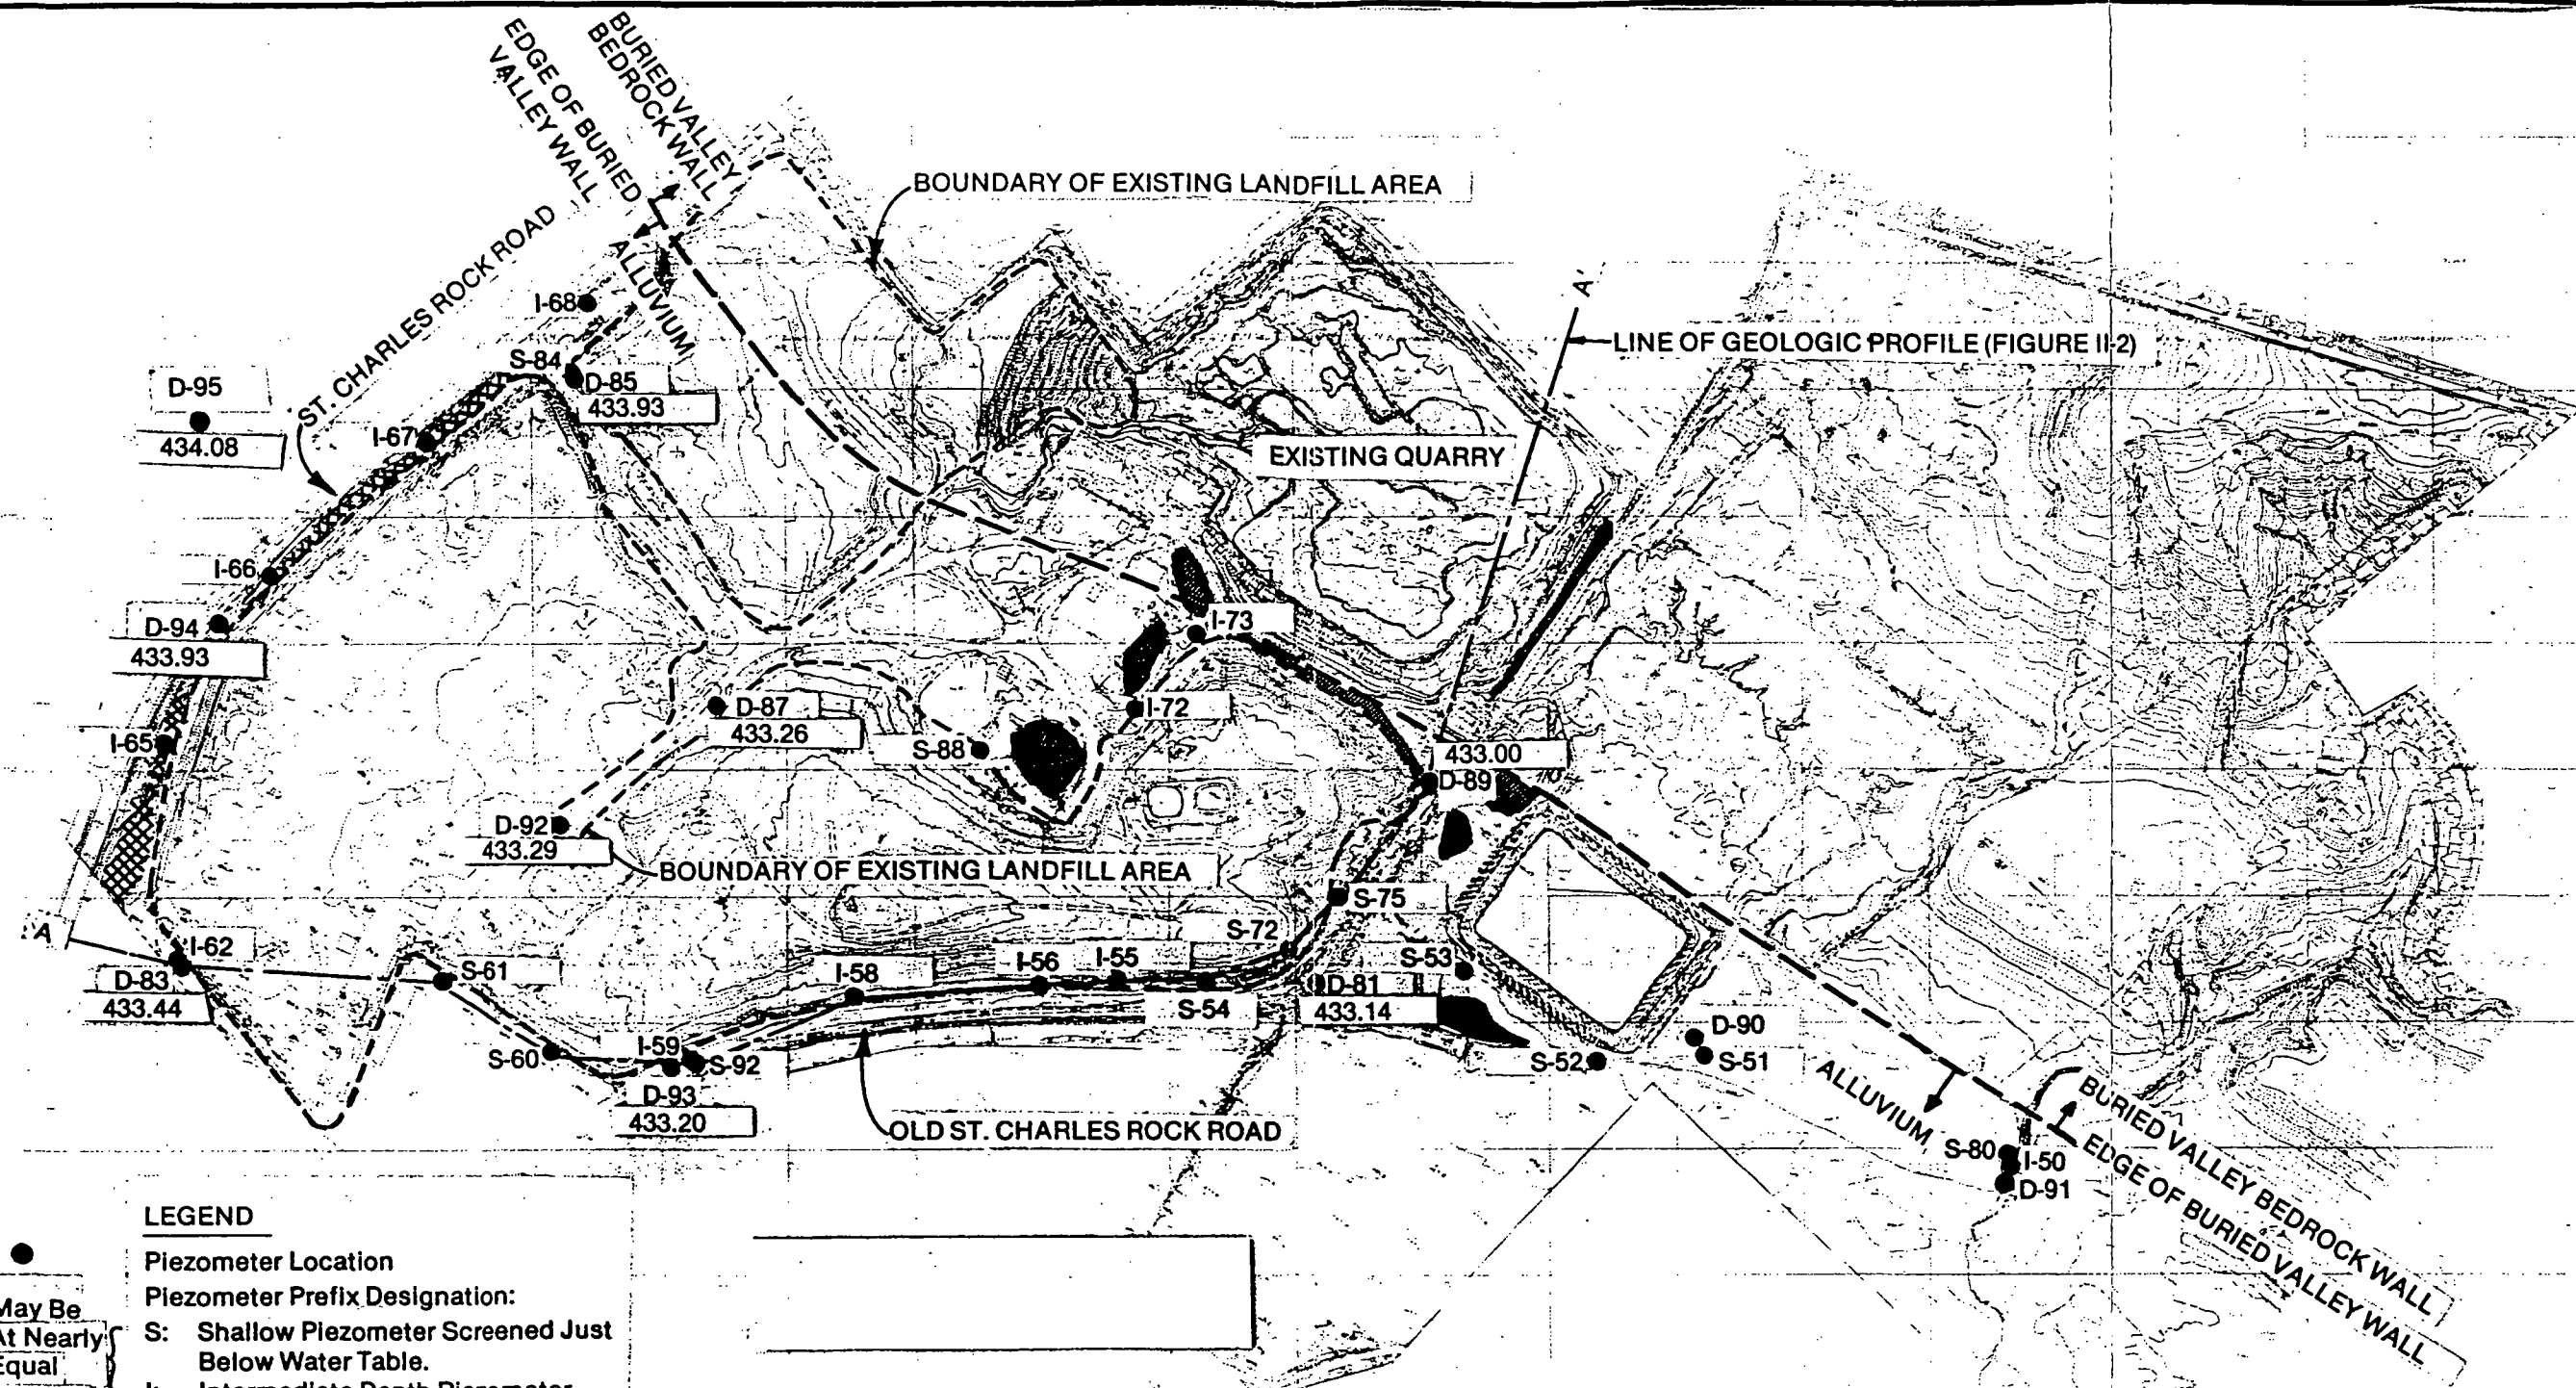 BURIED VALLEY
BEDROCK WALL
EDGE OF BURIED
VALLEY WALL
ALLUVIUM
BOUNDARY OF EXISTING LANDFILL AREA
ST. CHARLES ROCK ROAD
A'
LINE OF GEOLOGIC PROFILE (FIGURE II-2)
I-68
S-84
D-85
433.93
D-95
434.08
I-67
EXISTING QUARRY
I-66
D-94
433.93
I-73
I-65
D-87
433.26
I-72
S-88
433.00
D-89
D-92
433.29
BOUNDARY OF EXISTING LANDFILL AREA
S-75
A
I-62
D-83
433.44
S-61
S-72
I-58
I-56
I-55
S-54
S-53
D-81
433.14
S-60
I-59
S-92
D-93
433.20
OLD ST. CHARLES ROCK ROAD
S-52
D-90
S-51
ALLUVIUM
S-80
I-50
D-91
BURIED VALLEY BEDROCK WALL
EDGE OF BURIED VALLEY WALL
LEGEND
Piezometer Location
Piezometer Prefix Designation:
May Be
At Nearly
Equal
S: Shallow Piezometer Screened Just
Below Water Table.
I: Intermediate Depth Piezometer